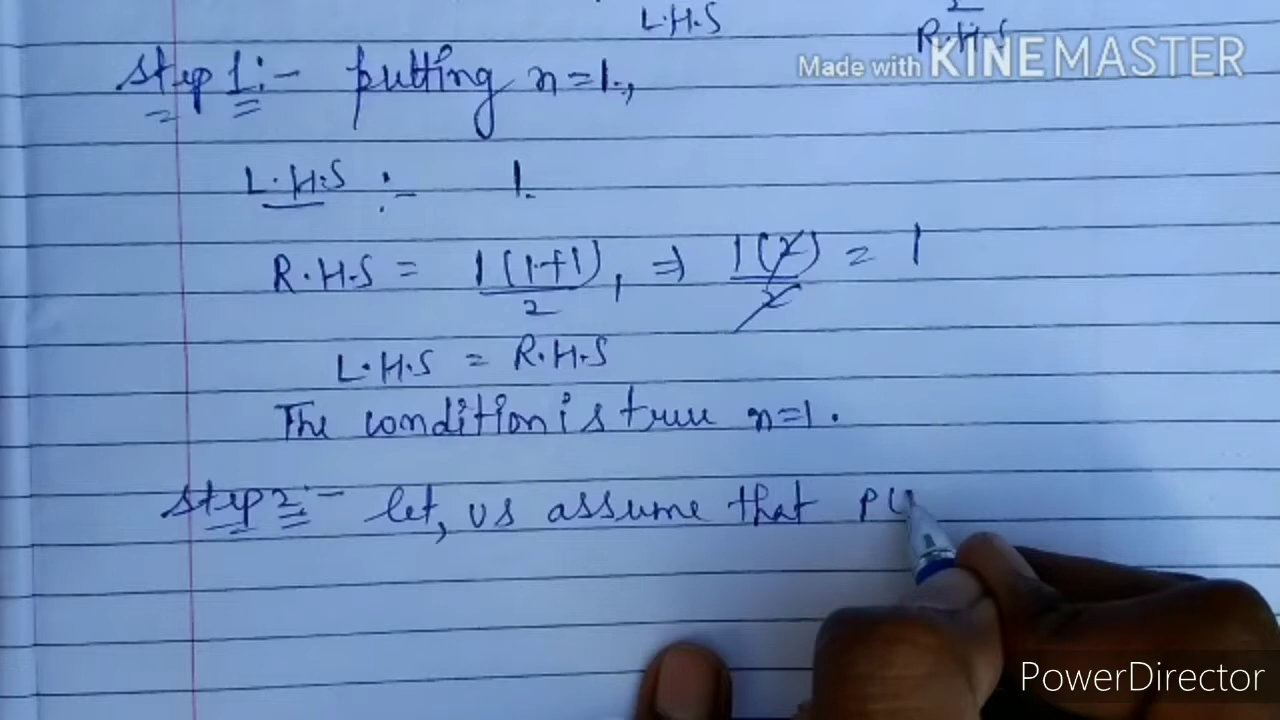 2
L.H.S R.H.S
Made with KINEMASTER
Step 1:- putting n=1.,
L.H.S :- 1.
R.H.S = 1(1+1)/2, ⇒ 1(2)/2 = 1
L.H.S = R.H.S
The condition is true n=1.
Step 2:- let, us assume that P(
PowerDirector